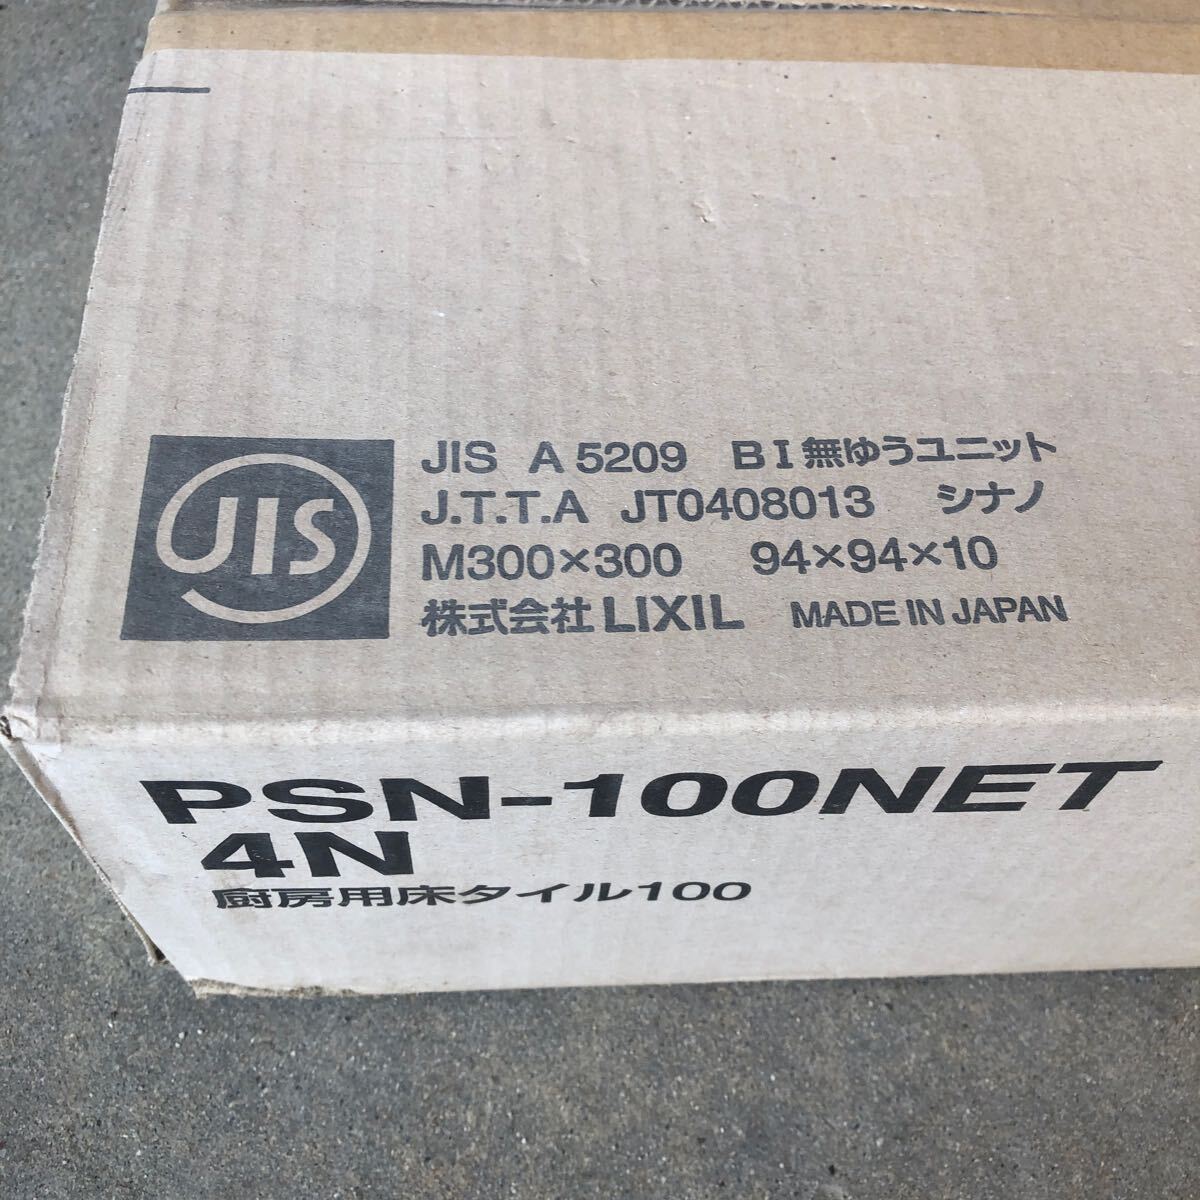 JIS
JIS A 5209 BⅠ無ゆうユニット
J.T.T.A JT0408013 シナノ
M300×300 94×94×10
株式会社LIXIL MADE IN JAPAN
PSN-100NET
4N
厨房用床タイル100